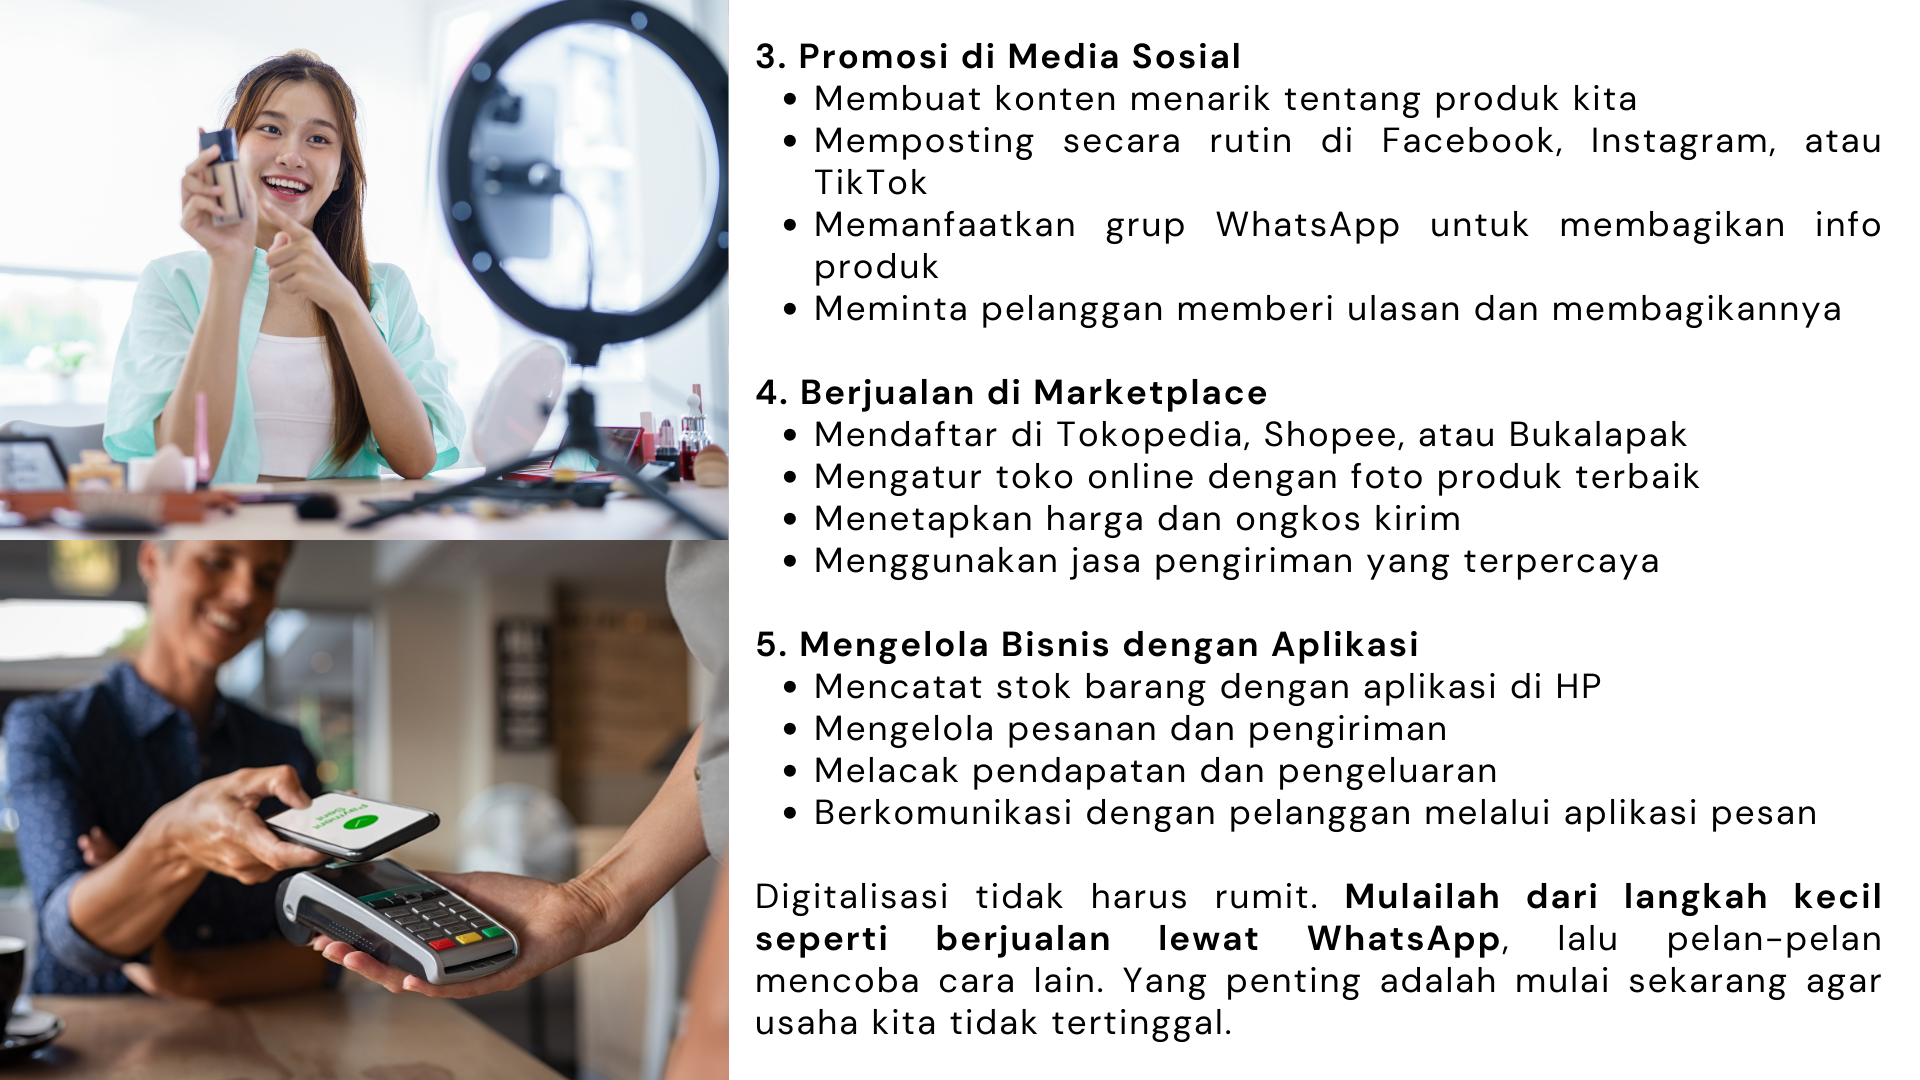 3. Promosi di Media Sosial
• Membuat konten menarik tentang produk kita
• Memposting secara rutin di Facebook, Instagram, atau
TikTok
• Memanfaatkan grup WhatsApp untuk membagikan info
produk
• Meminta pelanggan memberi ulasan dan membagikannya
4. Berjualan di Marketplace
• Mendaftar di Tokopedia, Shopee, atau Bukalapak
• Mengatur toko online dengan foto produk terbaik
• Menetapkan harga dan ongkos kirim
• Menggunakan jasa pengiriman yang terpercaya
5. Mengelola Bisnis dengan Aplikasi
• Mencatat stok barang dengan aplikasi di HP
• Mengelola pesanan dan pengiriman
• Melacak pendapatan dan pengeluaran
• Berkomunikasi dengan pelanggan melalui aplikasi pesan
Digitalisasi tidak harus rumit. Mulailah dari langkah kecil
seperti berjualan lewat WhatsApp, lalu pelan-pelan
mencoba cara lain. Yang penting adalah mulai sekarang agar
usaha kita tidak tertinggal.